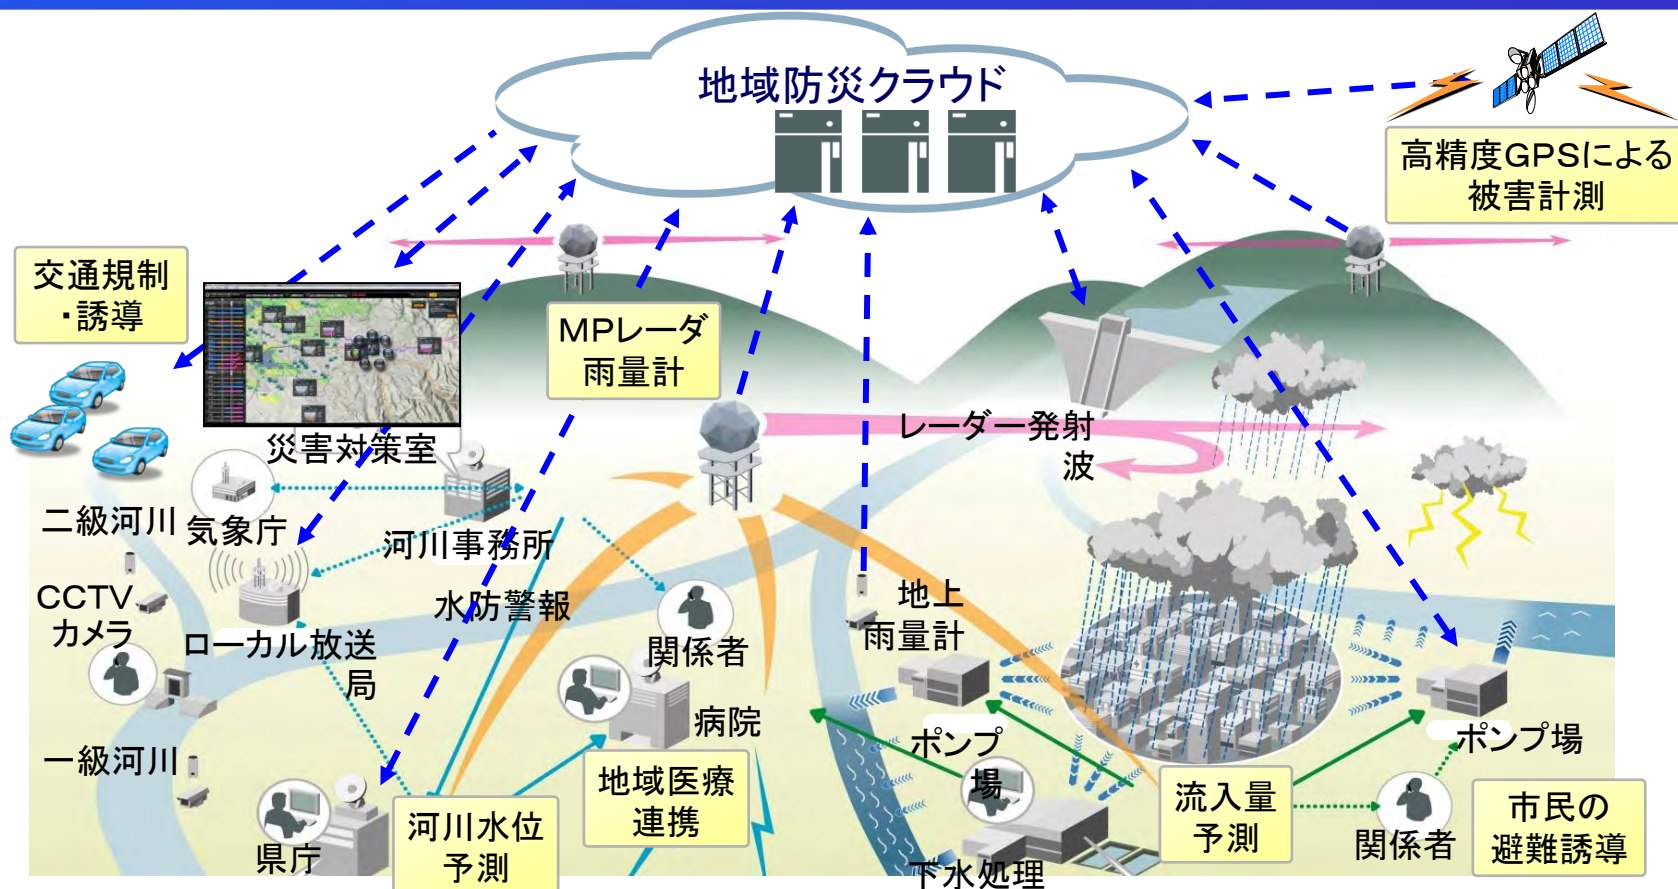 地域防災クラウド
高精度GPSによる
被害計測
交通規制
・誘導
MPレーダ
雨量計
レーダー発射
波
災害対策室
二級河川
気象庁
河川事務所
CCTV
カメラ
水防警報
地上
雨量計
ローカル放送
局
関係者
病院
ポンプ
場
ポンプ場
一級河川
地域医療
連携
流入量
予測
市民の
避難誘導
河川水位
予測
県庁
関係者
下水処理